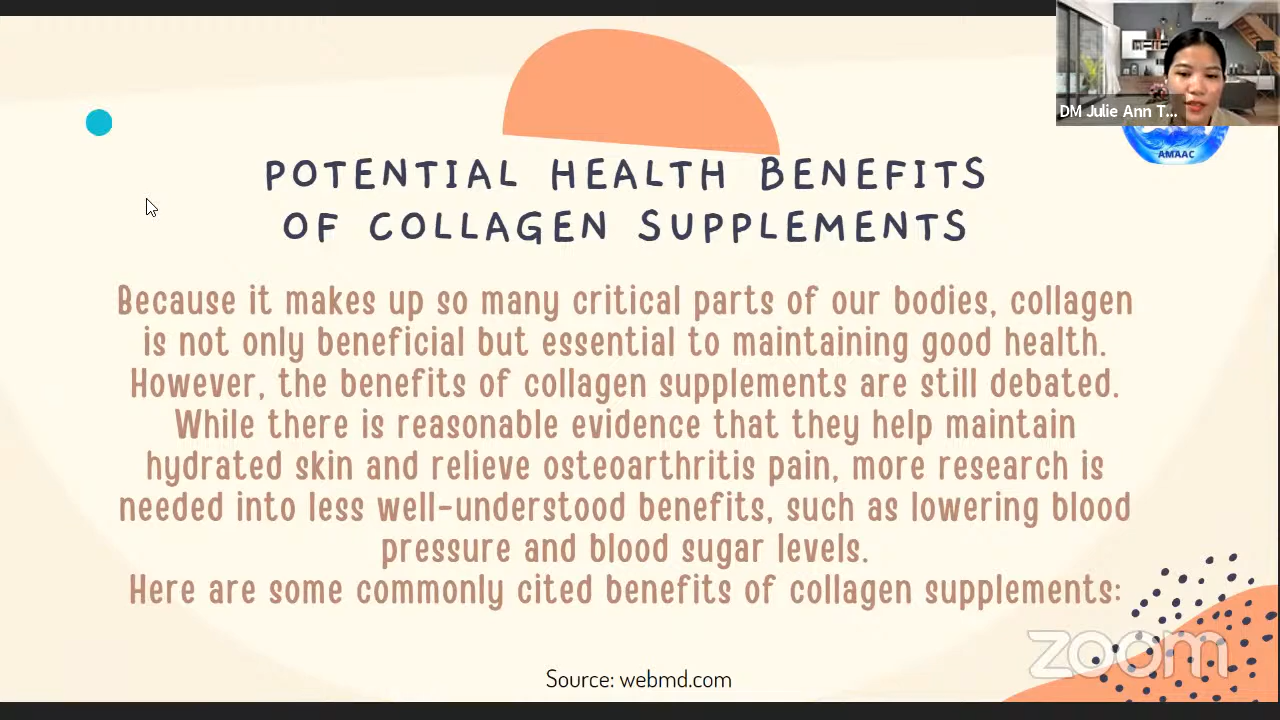 DM Julie Ann T...
AMAAC
POTENTIAL HEALTH BENEFITS
OF COLLAGEN SUPPLEMENTS
Because it makes up so many critical parts of our bodies, collagen
is not only beneficial but essential to maintaining good health.
However, the benefits of collagen supplements are still debated.
While there is reasonable evidence that they help maintain
hydrated skin and relieve osteoarthritis pain, more research is
needed into less well-understood benefits, such as lowering blood
pressure and blood sugar levels.
Here are some commonly cited benefits of collagen supplements:
zoom
Source: webmd.com